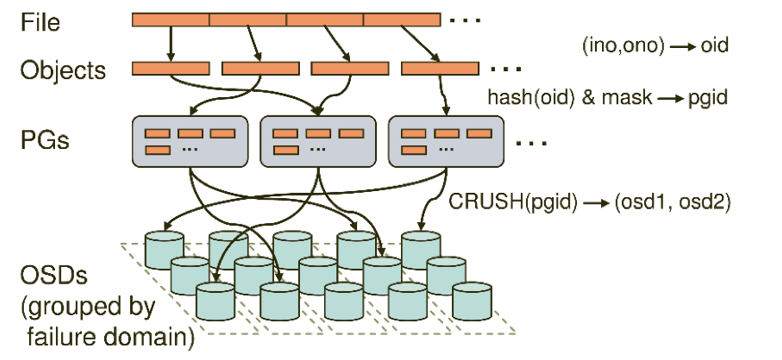 File
(ino,ono) → oid
Objects
hash(oid) & mask → pgid
PGs
...
...
...
CRUSH(pgid) → (osd1, osd2)
OSDs
(grouped by
failure domain)